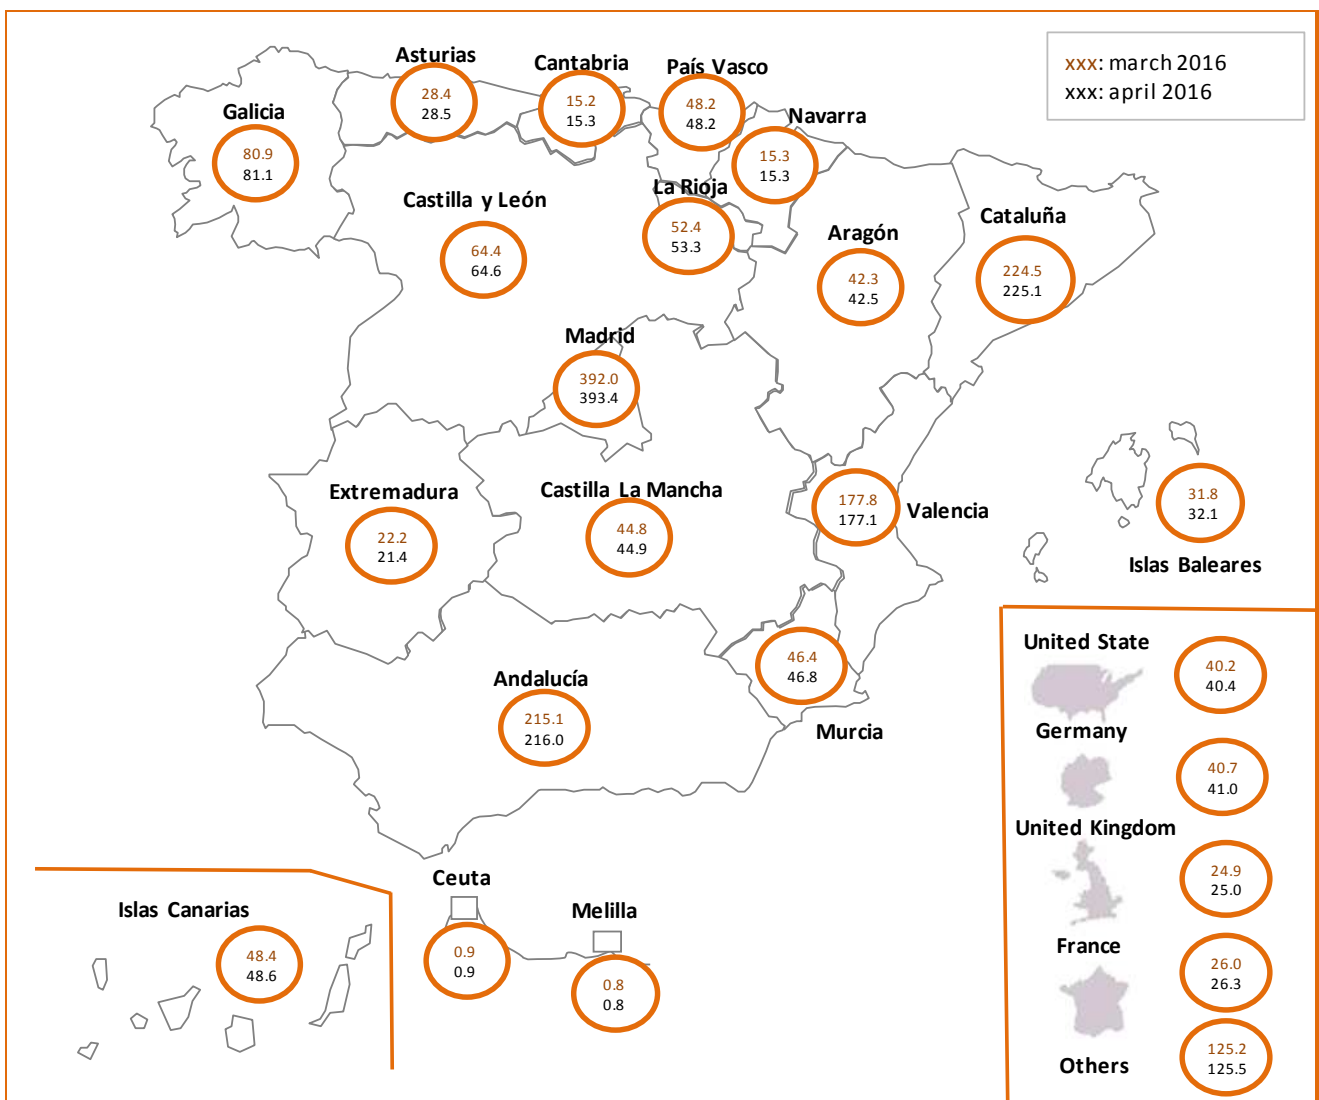 xxx: march 2016
xxx: april 2016
Asturias
28.4
28.5
Cantabria
15.2
15.3
País Vasco
48.2
48.2
Navarra
15.3
15.3
Galicia
80.9
81.1
Castilla y León
64.4
64.6
La Rioja
52.4
53.3
Aragón
42.3
42.5
Cataluña
224.5
225.1
Madrid
392.0
393.4
Extremadura
22.2
21.4
Castilla La Mancha
44.8
44.9
177.8
177.1
Valencia
31.8
32.1
Islas Baleares
Andalucía
215.1
216.0
46.4
46.8
Murcia
United State
40.2
40.4
Germany
40.7
41.0
United Kingdom
24.9
25.0
France
26.0
26.3
Others
125.2
125.5
Islas Canarias
48.4
48.6
Ceuta
0.9
0.9
Melilla
0.8
0.8